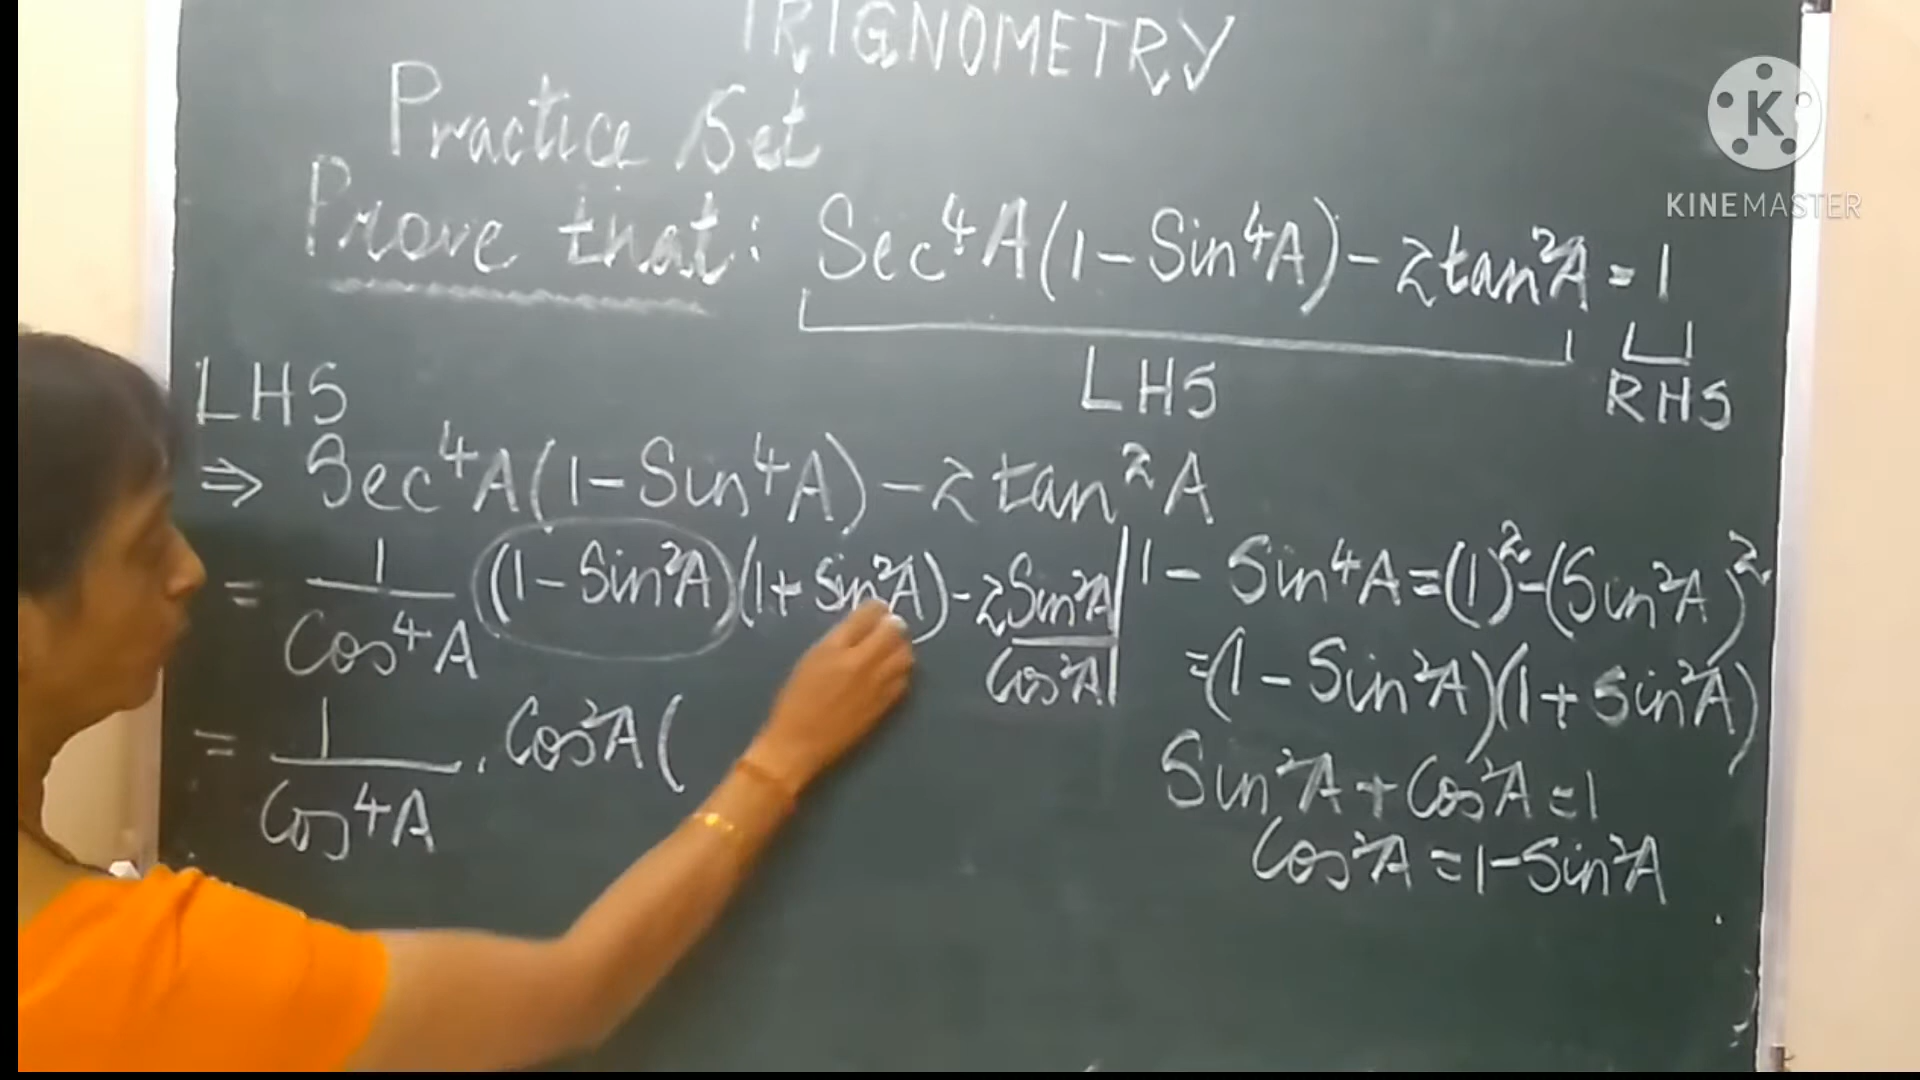 TRIGNOMETRY
Practice Set
Prove that: Sec⁴A(1-Sin⁴A)-2tan²A=1
LHS RHS
LHS
⇒ Sec⁴A(1-Sin⁴A)-2tan²A
= 1/Cos⁴A (1-Sin²A)(1+Sin²A)-2Sin²A/Cos²A
= 1/Cos⁴A . Cos²A (
1-Sin⁴A=(1)²-(Sin²A)²
=(1-Sin²A)(1+Sin²A)
Sin²A+Cos²A=1
Cos²A=1-Sin²A
K
KINEMASTER